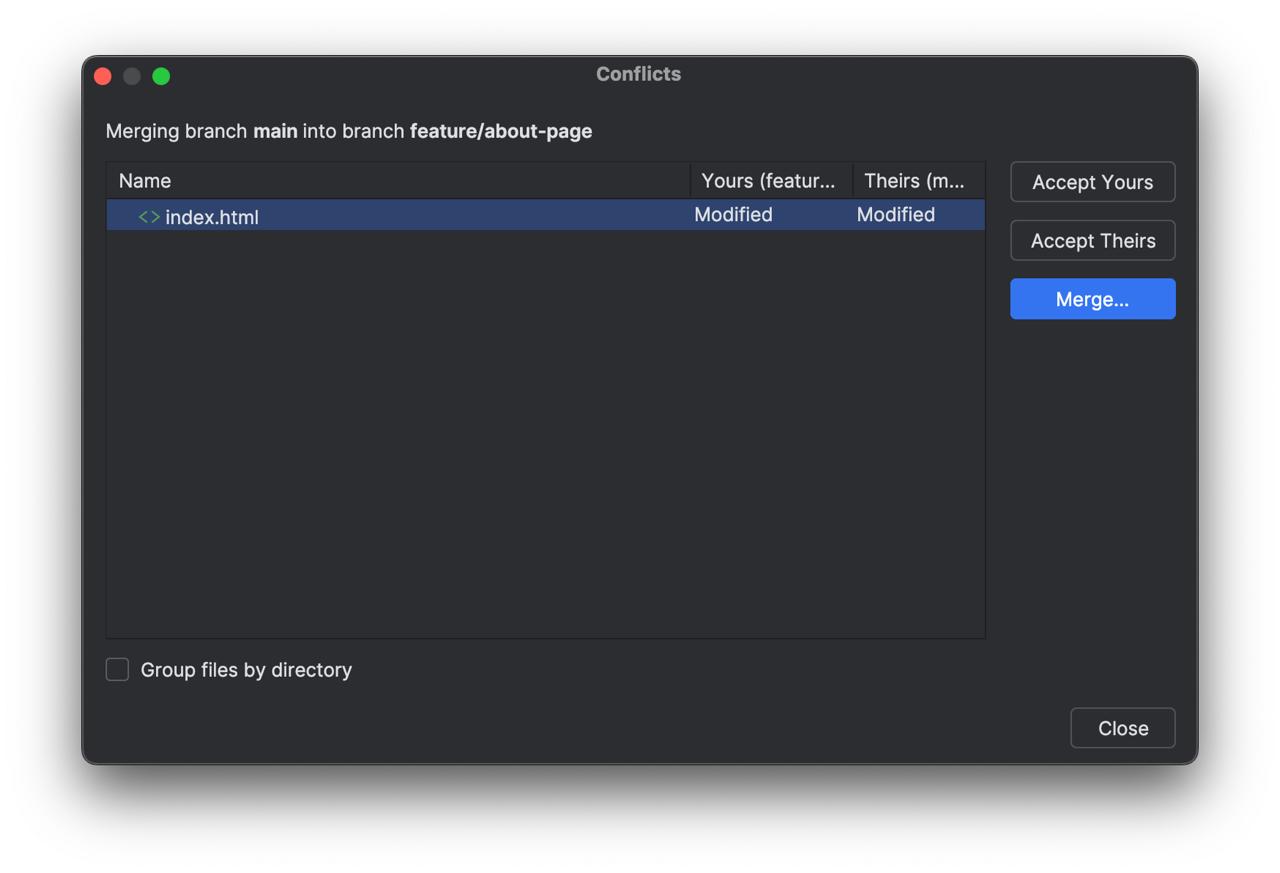 Conflicts
Merging branch main into branch feature/about-page
Name Yours (featur... Theirs (m...
<> index.html Modified Modified
Accept Yours
Accept Theirs
Merge...
Group files by directory
Close